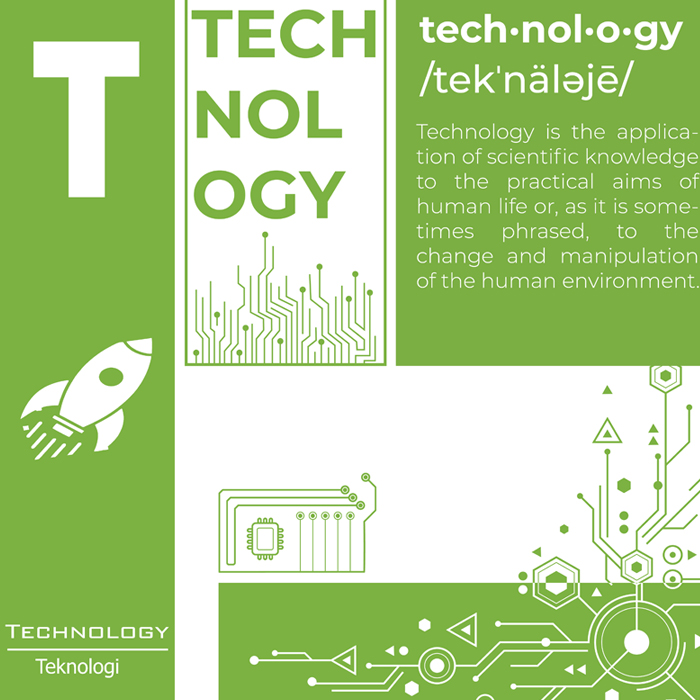 T
TECH
NOL
OGY
tech·nol·o·gy
/tekˈnäləjē/
Technology is the applica-
tion of scientific knowledge
to the practical aims of
human life or, as it is some-
times phrased, to the
change and manipulation
of the human environment.
TECHNOLOGY
Teknologi